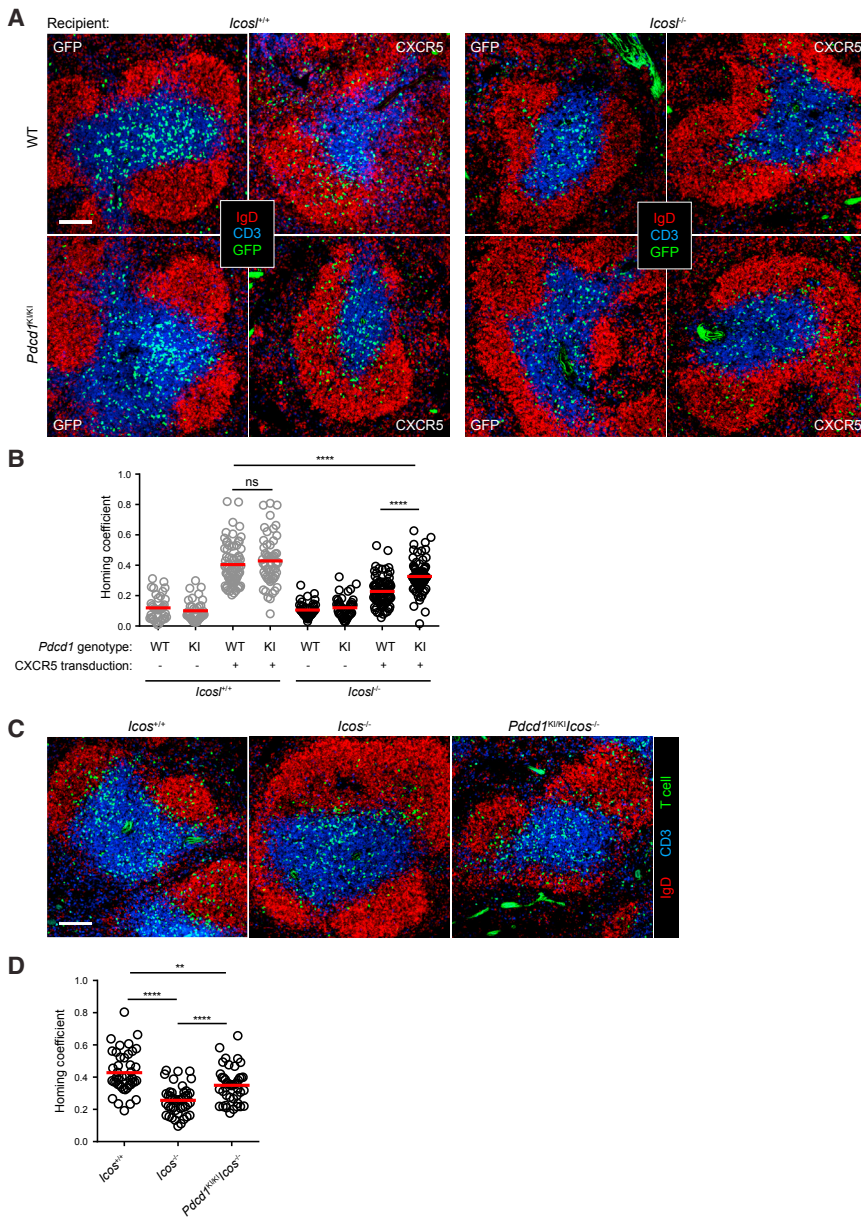 A
Recipient: Icosl+/+ Icosl-/-
GFP CXCR5 GFP CXCR5
WT
IgD
CD3
GFP
IgD
CD3
GFP
Pdcd1KI/KI
GFP CXCR5 GFP CXCR5
B
****
ns
****
Homing coefficient
1.0
0.8
0.6
0.4
0.2
0.0
Pdcd1 genotype: WT KI WT KI WT KI WT KI
CXCR5 transduction: - - + + - - + +
Icosl+/+ Icosl-/-
C
Icos+/+ Icos-/- Pdcd1KI/KIIcos-/-
IgD CD3 T cell
D
**
****
****
Homing coefficient
1.0
0.8
0.6
0.4
0.2
0.0
Icos+/+
Icos-/-
Pdcd1KI/KIIcos-/-